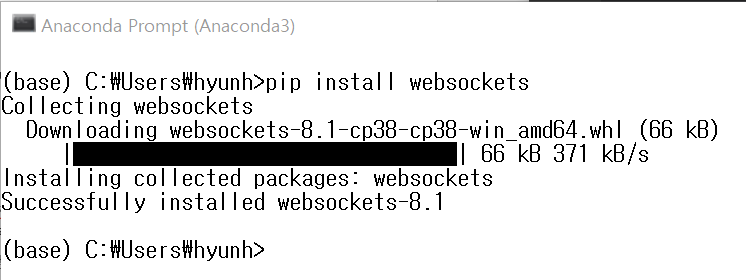 Anaconda Prompt (Anaconda3)
(base) C:₩Users₩hyunh>pip install websockets
Collecting websockets
  Downloading websockets-8.1-cp38-cp38-win_amd64.whl (66 kB)
     |████████████████████████████████| 66 kB 371 kB/s
Installing collected packages: websockets
Successfully installed websockets-8.1
(base) C:₩Users₩hyunh>